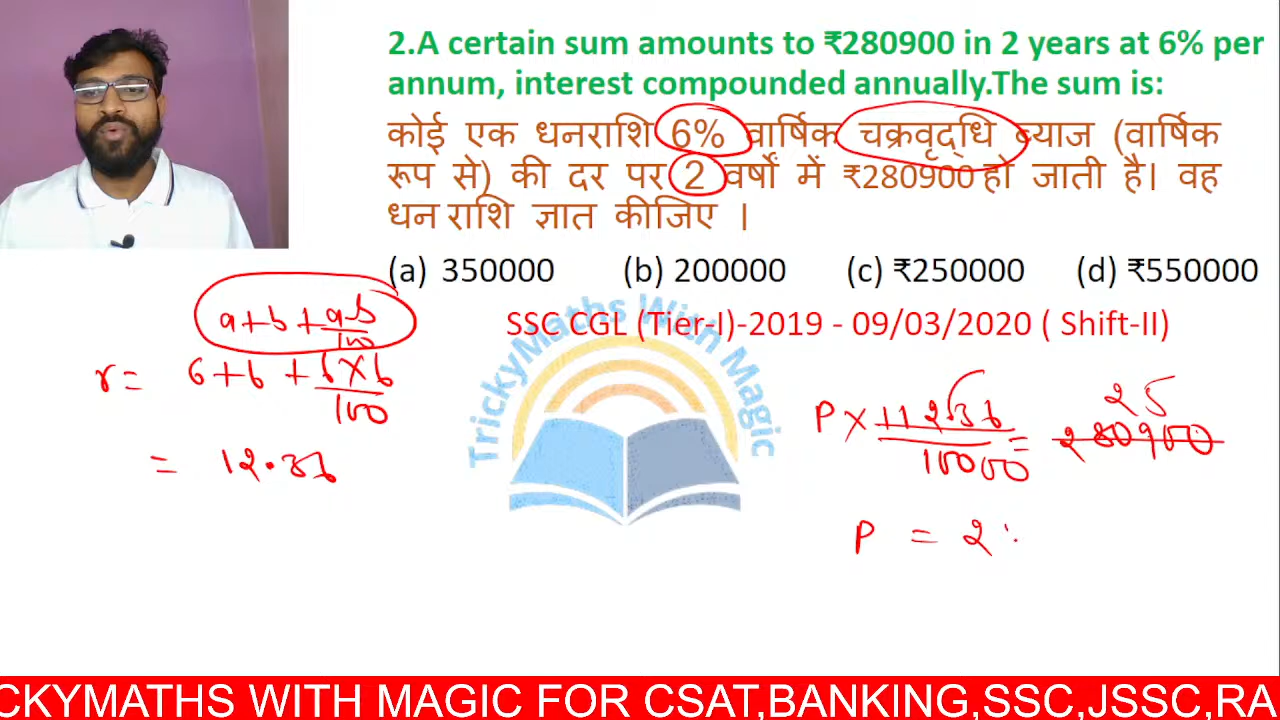 2.A certain sum amounts to ₹280900 in 2 years at 6% per
annum, interest compounded annually.The sum is:
कोई एक धनराशि 6% वार्षिक चक्रवृद्धि ब्याज (वार्षिक
रूप से) की दर पर 2 वर्षों में ₹280900 हो जाती है। वह
धन राशि ज्ञात कीजिए ।
(a) 350000 (b) 200000 (c) ₹250000 (d) ₹550000
SSC CGL (Tier-I)-2019 - 09/03/2020 ( Shift-II)
TrickyMaths With Magic
a+b+ab/100
r= 6+6+6×6/100
= 12.36
25
P×11236/10000 = 280900
P = 2
CKYMATHS WITH MAGIC FOR CSAT,BANKING,SSC,JSSC,RA